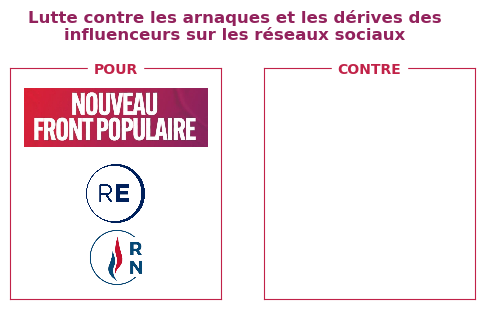 Lutte contre les arnaques et les dérives des
influenceurs sur les réseaux sociaux
POUR
CONTRE
NOUVEAU
FRONT POPULAIRE
RE
R
N